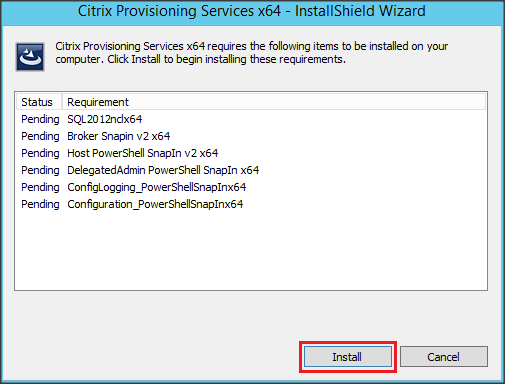 Citrix Provisioning Services x64 - InstallShield Wizard
Citrix Provisioning Services x64 requires the following items to be installed on your
computer. Click Install to begin installing these requirements.
Status Requirement
Pending SQL2012nclx64
Pending Broker Snapin v2 x64
Pending Host PowerShell SnapIn v2 x64
Pending DelegatedAdmin PowerShell SnapIn x64
Pending ConfigLogging_PowerShellSnapInx64
Pending Configuration_PowerShellSnapInx64
Install Cancel